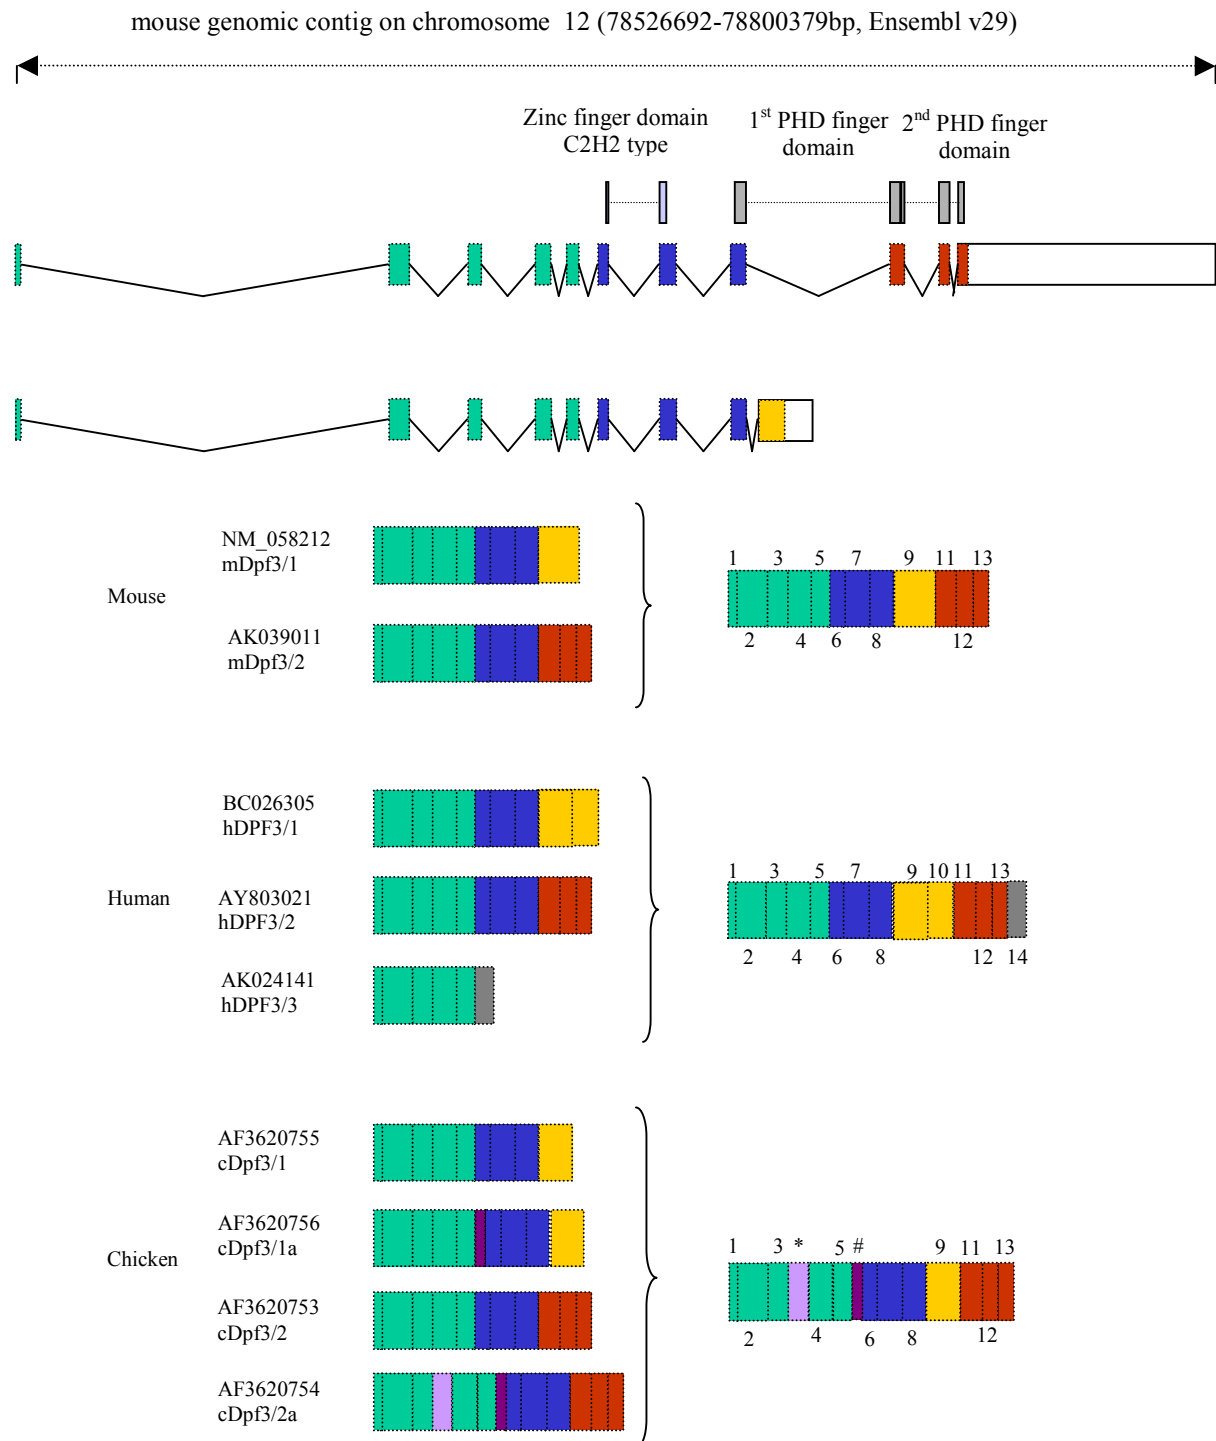 mouse genomic contig on chromosome 12 (78526692-78800379bp, Ensembl v29)
Zinc finger domain
C2H2 type
1st PHD finger
domain
2nd PHD finger
domain
Mouse
NM_058212
mDpf3/1
AK039011
mDpf3/2
1 3 5 7 9 11 13
2 4 6 8 12
Human
BC026305
hDPF3/1
AY803021
hDPF3/2
AK024141
hDPF3/3
1 3 5 7 9 10 11 13
2 4 6 8 12 14
Chicken
AF3620755
cDpf3/1
AF3620756
cDpf3/1a
AF3620753
cDpf3/2
AF3620754
cDpf3/2a
1 3 * 5 # 9 11 13
2 4 6 8 12